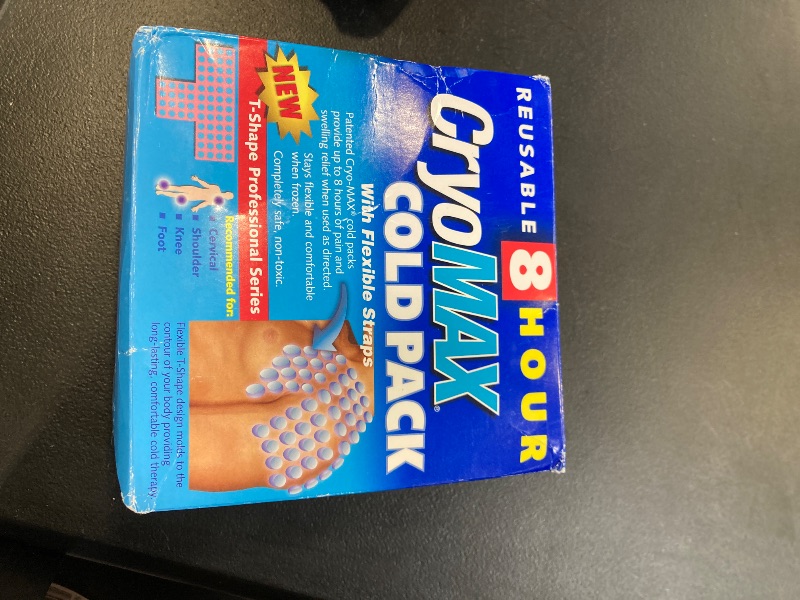 REUSABLE 8 HOUR
CryoMAX®
COLD PACK
With Flexible Straps
Patented Cryo-MAX® cold packs
provide up to 8 hours of pain and
swelling relief when used as directed.
Stays flexible and comfortable
when frozen.
Completely safe, non-toxic.
NEW
T-Shape Professional Series
Recommended for:
Cervical
Shoulder
Knee
Foot
Flexible T-Shape design molds to the
contour of your body providing
long-lasting, comfortable cold therapy.